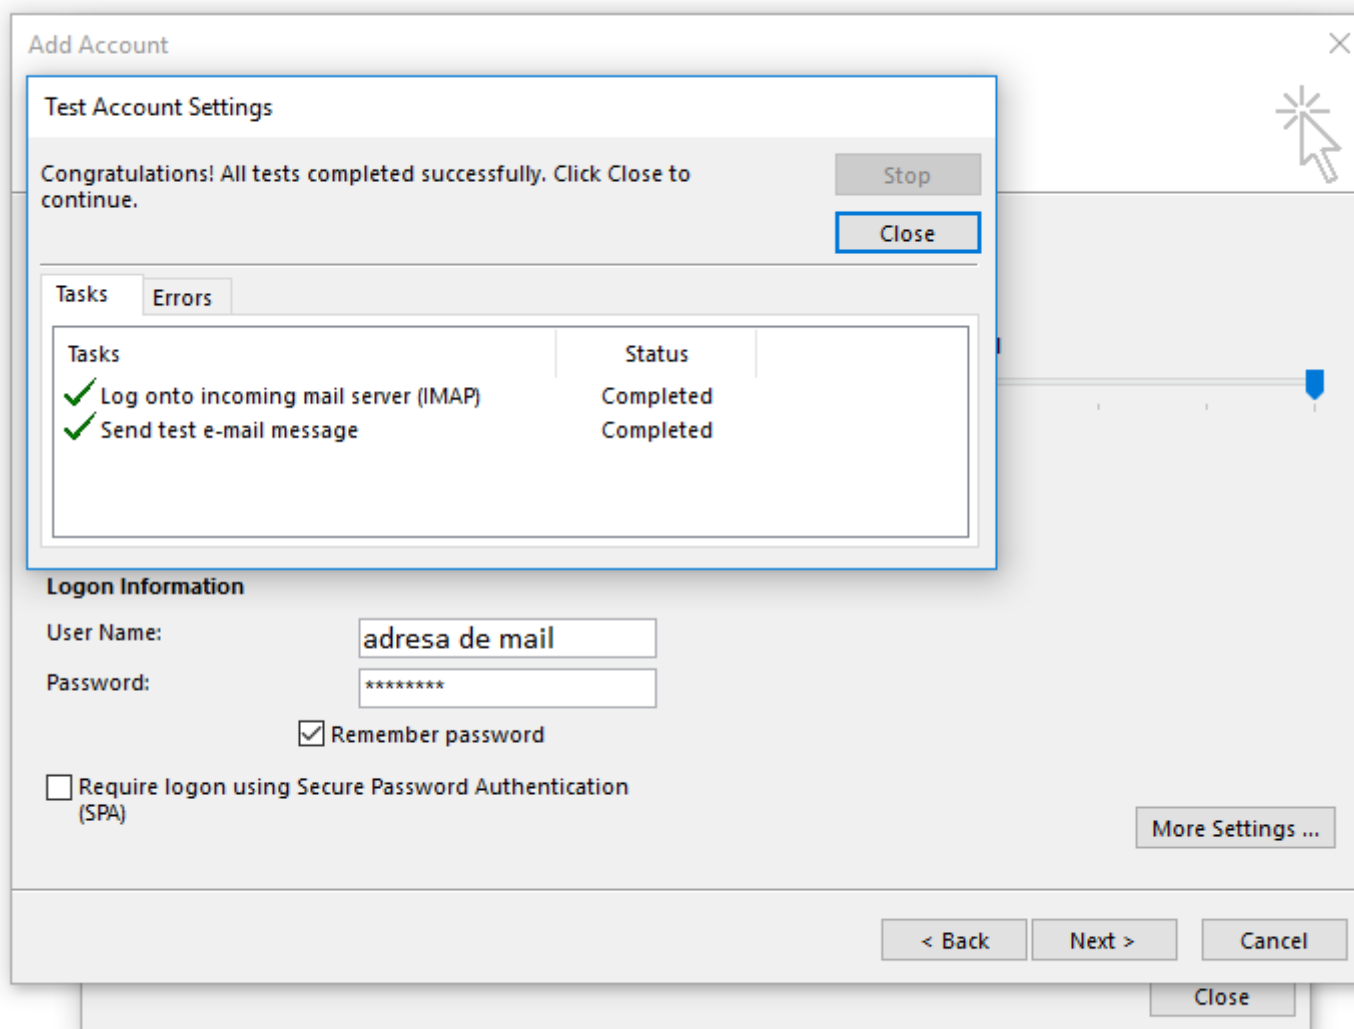 Add Account
Test Account Settings
Congratulations! All tests completed successfully. Click Close to
continue.
Stop
Close
Tasks
Errors
Tasks
Status
Log onto incoming mail server (IMAP)
Completed
Send test e-mail message
Completed
Logon Information
User Name:
adresa de mail
Password:
********
Remember password
Require logon using Secure Password Authentication
(SPA)
More Settings ...
< Back
Next >
Cancel
Close